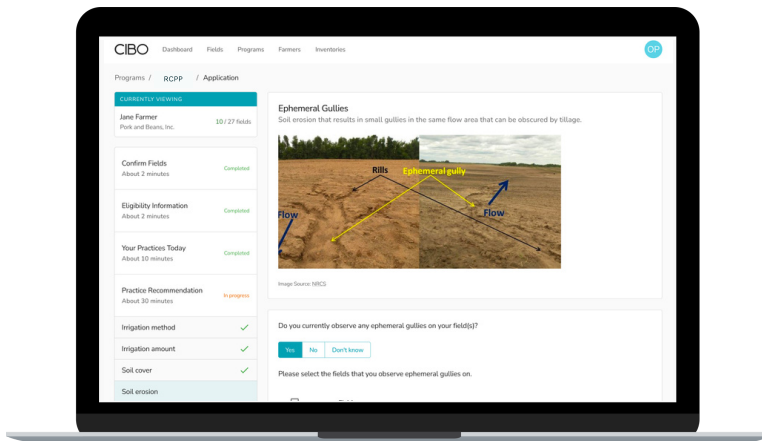 CIBO Dashboard Fields Programs Farmers Inventories OP
Programs / RCPP / Application
CURRENTLY VIEWING
Jane Farmer
Pork and Beans, Inc.
10 / 27 fields
Confirm Fields
About 2 minutes
Completed
Eligibility Information
About 2 minutes
Completed
Your Practices Today
About 10 minutes
Completed
Practice Recommendation
About 30 minutes
In progress
Irrigation method
Irrigation amount
Soil cover
Soil erosion
Ephemeral Gullies
Soil erosion that results in small gullies in the same flow area that can be obscured by tillage.
Rills Ephemeral gully
Flow Flow
Image Source: NRCS
Do you currently observe any ephemeral gullies on your field(s)?
Yes No Don't know
Please select the fields that you observe ephemeral gullies on.